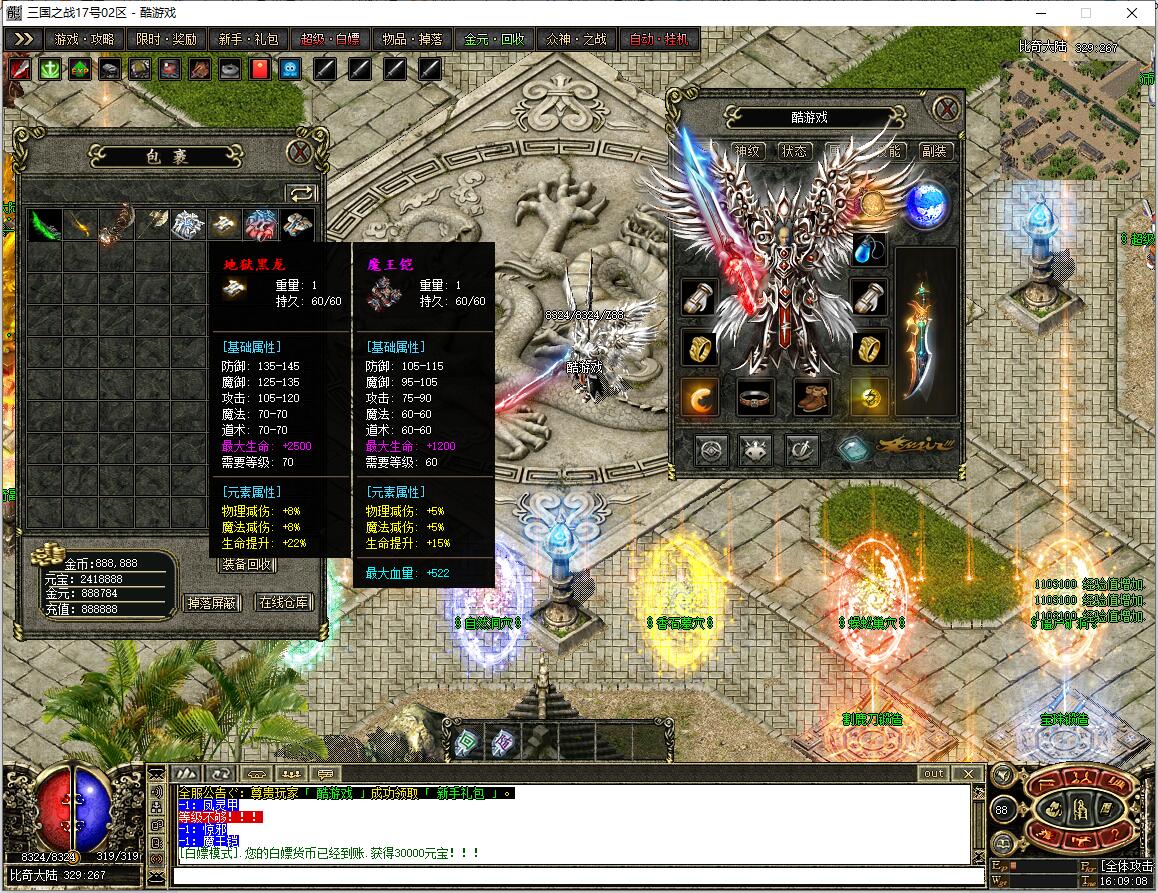 三国之战17号02区 - 酷游戏
游戏·攻略
限时·奖励
新手·礼包
超级·白嫖
物品·掉落
金元·回收
众神·之战
自动·挂机
比奇大陆 329:267
包 裹
地狱黑龙
重量: 1
持久: 60/60
[基础属性]
防御: 135-145
魔御: 125-135
攻击: 105-120
魔法: 70-70
道术: 70-70
最大生命: +2500
需要等级: 70
[元素属性]
物理减伤: +8%
魔法减伤: +8%
生命提升: +22%
魔王铠
重量: 1
持久: 60/60
[基础属性]
防御: 105-115
魔御: 95-105
攻击: 75-90
魔法: 60-60
道术: 60-60
最大生命: +1200
需要等级: 60
[元素属性]
物理减伤: +5%
魔法减伤: +5%
生命提升: +15%
最大血量: +522
装备回收
金币:888,888
元宝: 2418888
金元: 888784
充值: 888888
掉落屏蔽
在线仓库
8324/8324/Z88
酷游戏
酷游戏
神纹
状态
副装
§超级
§自然洞穴§
§香石墓穴§
§蜈蚣巢穴§
1103100 经验值增加.
1103100 经验值增加.
1103100 经验值增加.
割鹿刀锻造
宝珠锻造
out
全服公告く: 尊贵玩家「 酷游戏 」成功领取「 新手礼包 」。
-1: 凤灵甲
等级不够!!!
-1: 惊邪
-1: 魔王铠
[白嫖模式].您的白嫖货币已经到账.获得30000元宝!!!
8324/8324
319/319
比奇大陆 329:267
88
[全体攻击
16:09:08